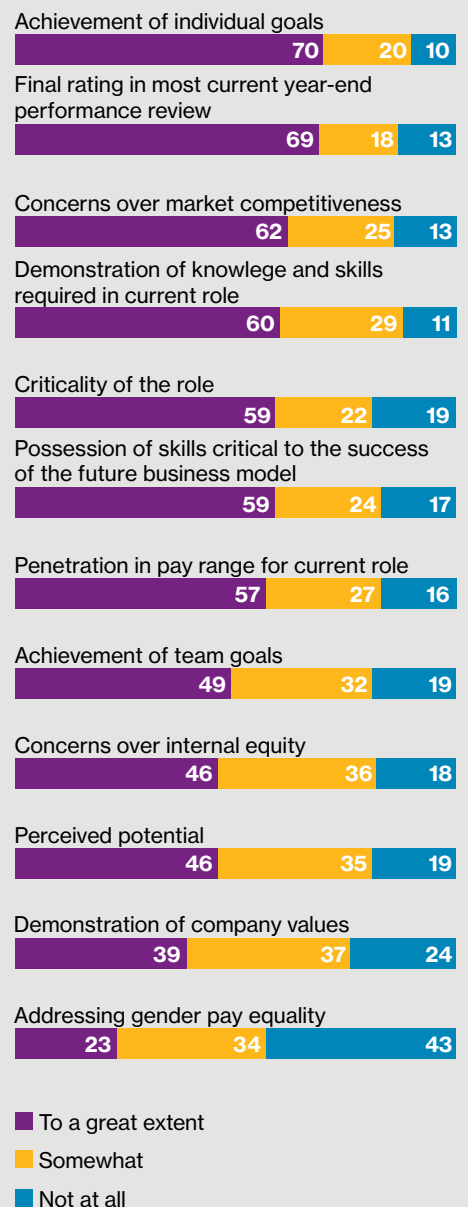 Achievement of individual goals
70 20 10
Final rating in most current year-end
performance review
69 18 13
Concerns over market competitiveness
62 25 13
Demonstration of knowlege and skills
required in current role
60 29 11
Criticality of the role
59 22 19
Possession of skills critical to the success
of the future business model
59 24 17
Penetration in pay range for current role
57 27 16
Achievement of team goals
49 32 19
Concerns over internal equity
46 36 18
Perceived potential
46 35 19
Demonstration of company values
39 37 24
Addressing gender pay equality
23 34 43
To a great extent
Somewhat
Not at all